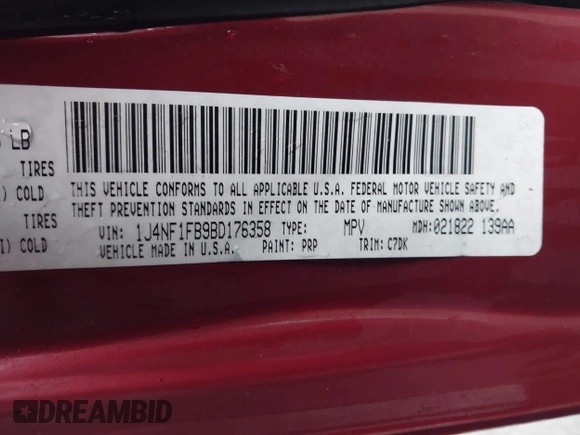 LB
TIRES
COLD
TIRES
COLD
THIS VEHICLE CONFORMS TO ALL APPLICABLE U.S.A. FEDERAL MOTOR VEHICLE SAFETY AND
THEFT PREVENTION STANDARDS IN EFFECT ON THE DATE OF MANUFACTURE SHOWN ABOVE.
VIN: 1J4NF1FB9BD176358 TYPE: MPV MDH:021822 139AA
VEHICLE MADE IN U.S.A. PAINT: PRP TRIM: C7DK
DREAMBID